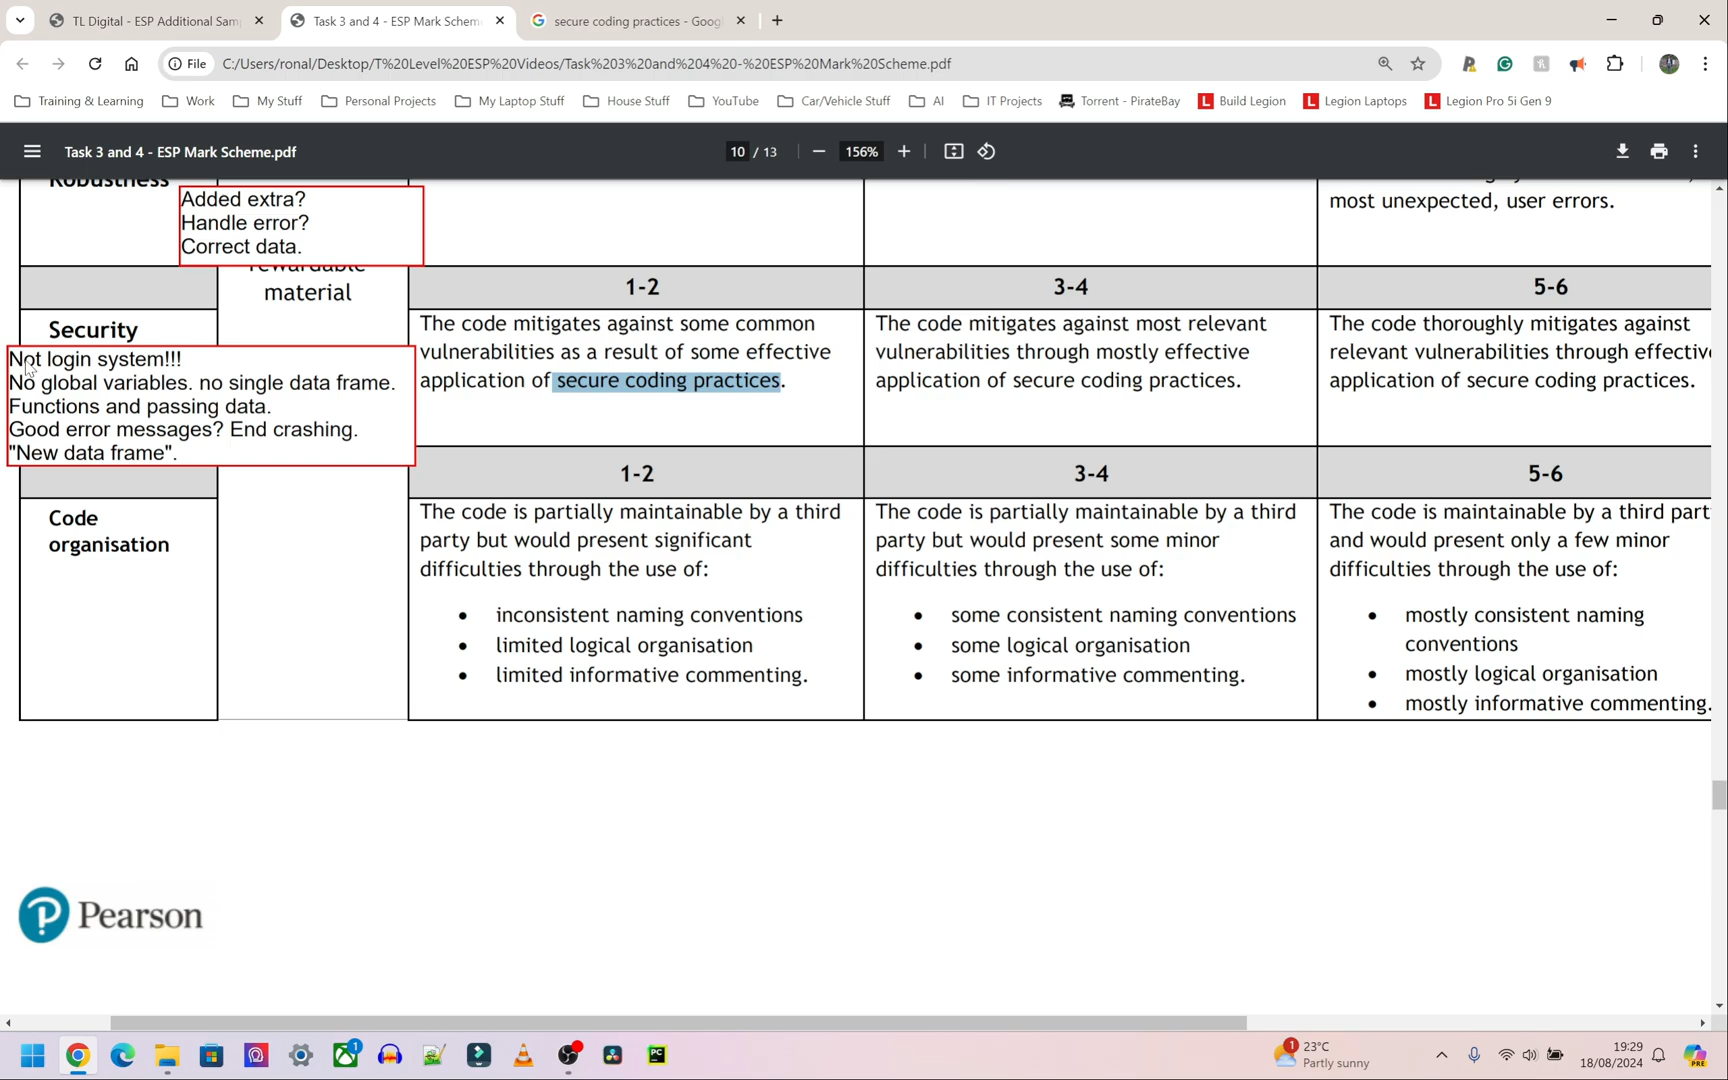 TL Digital - ESP Additional Sam
Task 3 and 4 - ESP Mark Schem
secure coding practices - Goog
File
C:/Users/ronal/Desktop/T%20Level%20ESP%20Videos/Task%203%20and%204%20-%20ESP%20Mark%20Scheme.pdf
Training & Learning
Work
My Stuff
Personal Projects
My Laptop Stuff
House Stuff
YouTube
Car/Vehicle Stuff
AI
IT Projects
Torrent - PirateBay
Build Legion
Legion Laptops
Legion Pro 5i Gen 9
Task 3 and 4 - ESP Mark Scheme.pdf
10 / 13
156%
Robustness
Added extra?
Handle error?
Correct data.
most unexpected, user errors.
rewardable
material
1-2
3-4
5-6
Security
Not login system!!!
No global variables. no single data frame.
Functions and passing data.
Good error messages? End crashing.
"New data frame".
The code mitigates against some common
vulnerabilities as a result of some effective
application of secure coding practices.
The code mitigates against most relevant
vulnerabilities through mostly effective
application of secure coding practices.
The code thoroughly mitigates against
relevant vulnerabilities through effectiv
application of secure coding practices.
1-2
3-4
5-6
Code
organisation
The code is partially maintainable by a third
party but would present significant
difficulties through the use of:
• inconsistent naming conventions
• limited logical organisation
• limited informative commenting.
The code is partially maintainable by a third
party but would present some minor
difficulties through the use of:
• some consistent naming conventions
• some logical organisation
• some informative commenting.
The code is maintainable by a third part
and would present only a few minor
difficulties through the use of:
• mostly consistent naming
conventions
• mostly logical organisation
• mostly informative commenting.
Pearson
1
PC
1
23°C
Partly sunny
19:29
18/08/2024
PRE